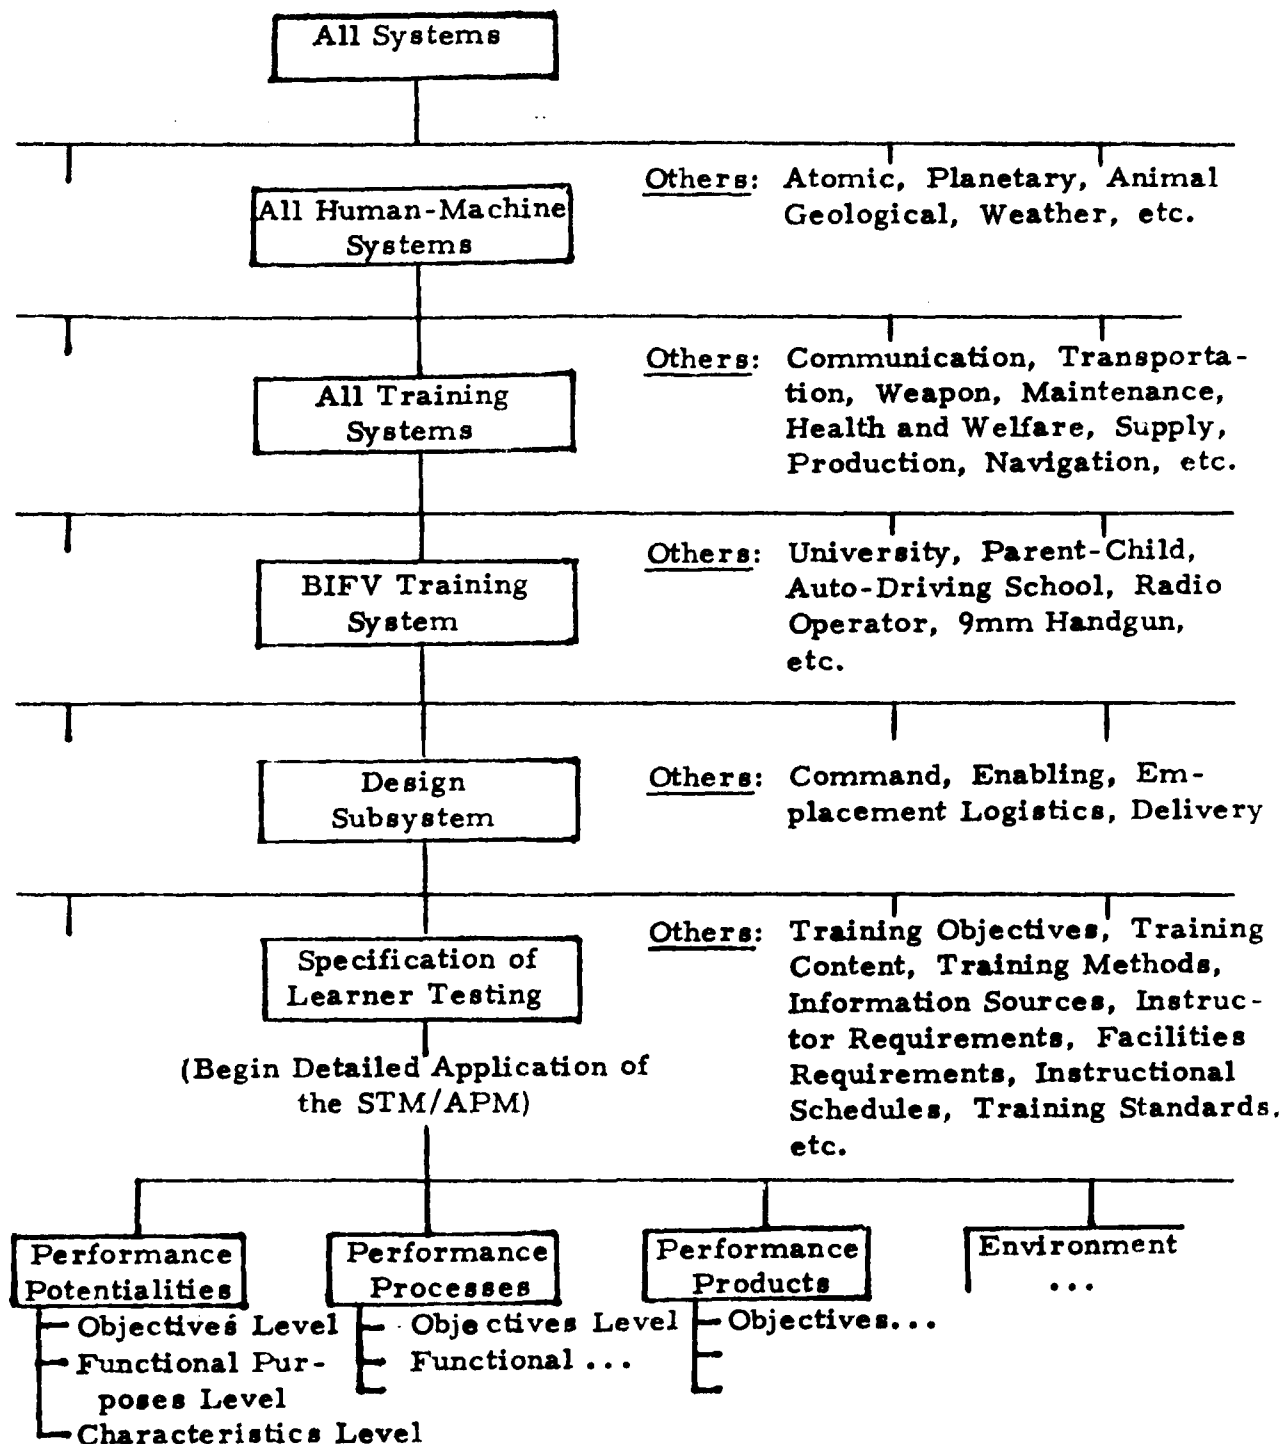 All Systems
Others: Atomic, Planetary, Animal
Geological, Weather, etc.
All Human-Machine
Systems
Others: Communication, Transporta-
tion, Weapon, Maintenance,
Health and Welfare, Supply,
Production, Navigation, etc.
All Training
Systems
Others: University, Parent-Child,
Auto-Driving School, Radio
Operator, 9mm Handgun,
etc.
BIFV Training
System
Others: Command, Enabling, Em-
placement Logistics, Delivery
Design
Subsystem
Others: Training Objectives, Training
Content, Training Methods,
Information Sources, Instruc-
tor Requirements, Facilities
Requirements, Instructional
Schedules, Training Standards,
etc.
Specification of
Learner Testing
(Begin Detailed Application of
the STM/APM)
Performance
Potentialities
Objectives Level
Functional Pur-
poses Level
Characteristics Level
Performance
Processes
Objectives Level
Functional ...
Performance
Products
Objectives...
Environment
...